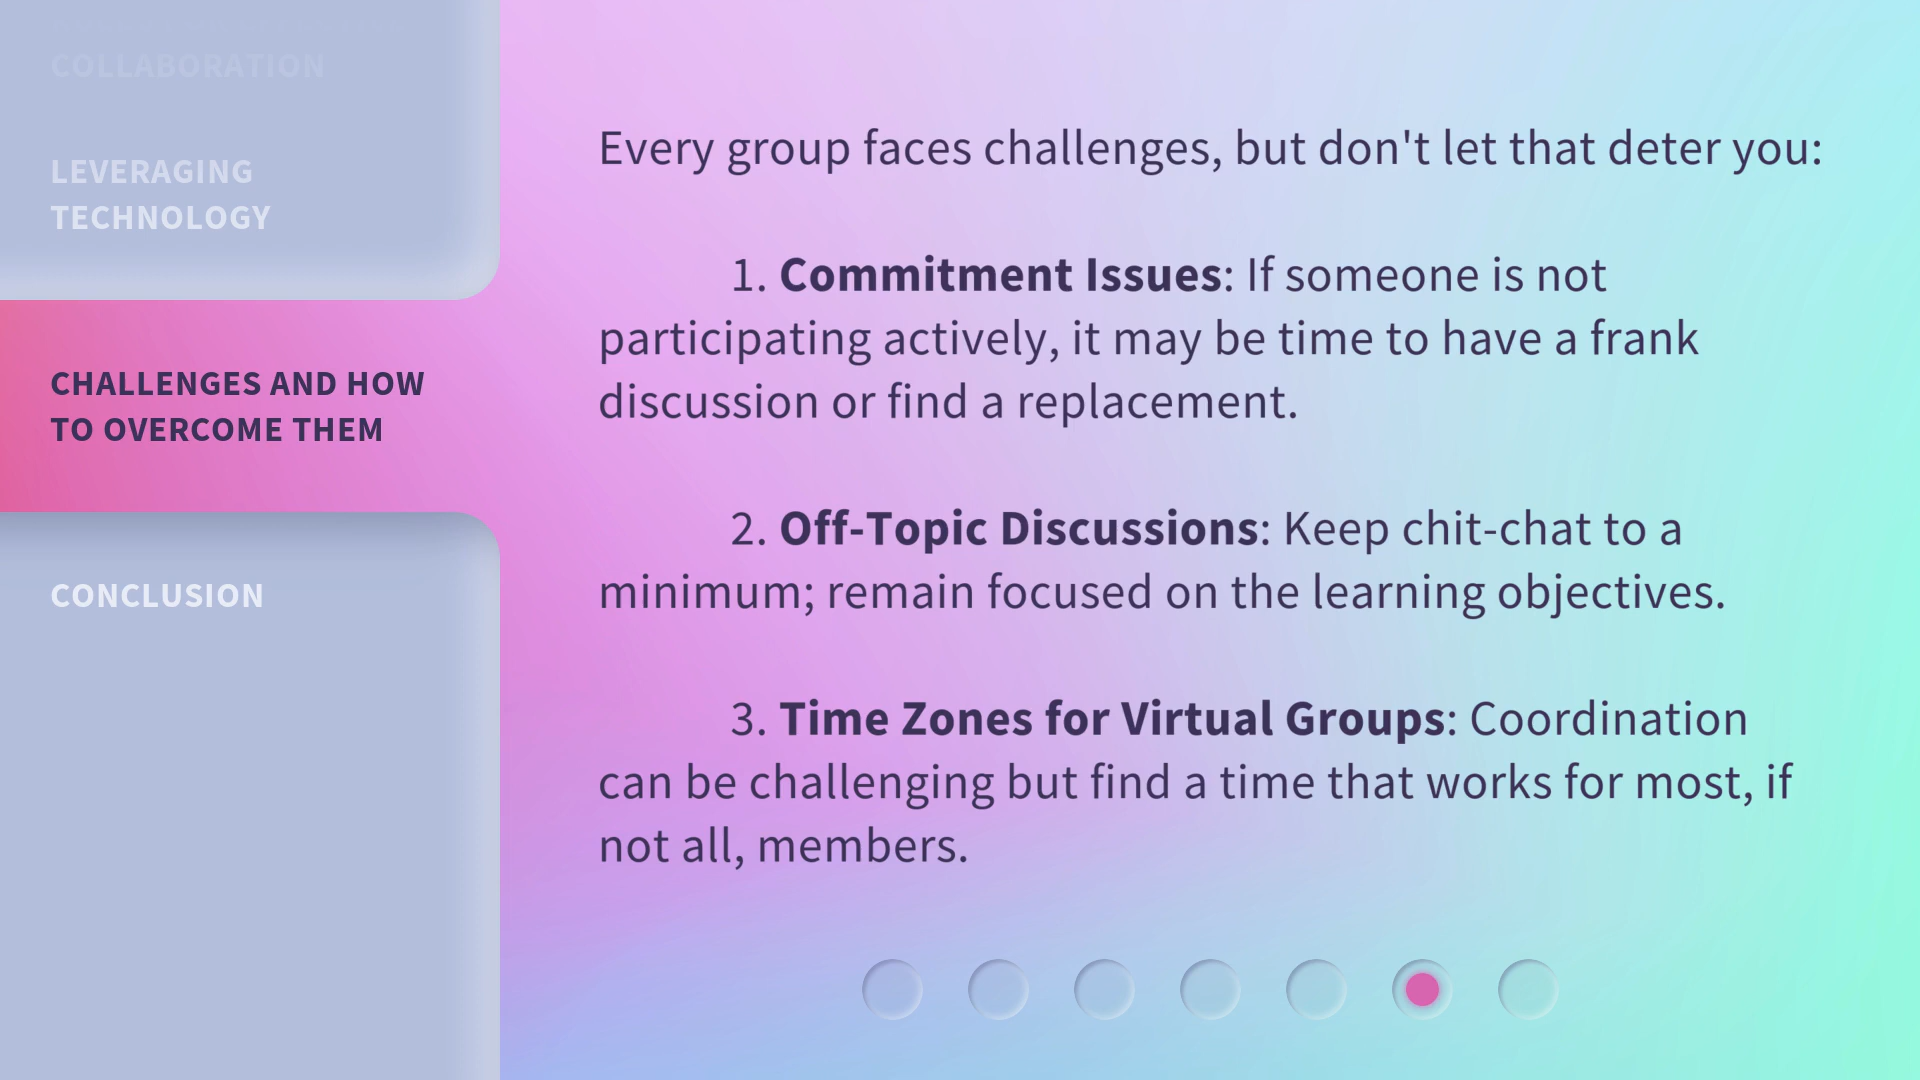 COLLABORATION
LEVERAGING
TECHNOLOGY
CHALLENGES AND HOW
TO OVERCOME THEM
CONCLUSION
Every group faces challenges, but don't let that deter you:
1. Commitment Issues: If someone is not
participating actively, it may be time to have a frank
discussion or find a replacement.
2. Off-Topic Discussions: Keep chit-chat to a
minimum; remain focused on the learning objectives.
3. Time Zones for Virtual Groups: Coordination
can be challenging but find a time that works for most, if
not all, members.